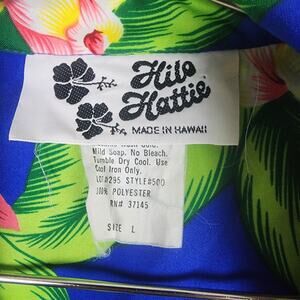 Hilo
Hattie
MADE IN HAWAII
Mild Soap. No Bleach.
Tumble Dry Cool. Use
Cool Iron Only.
LOT#295 STYLE#500
100% POLYESTER
RN# 37145
SIZE L